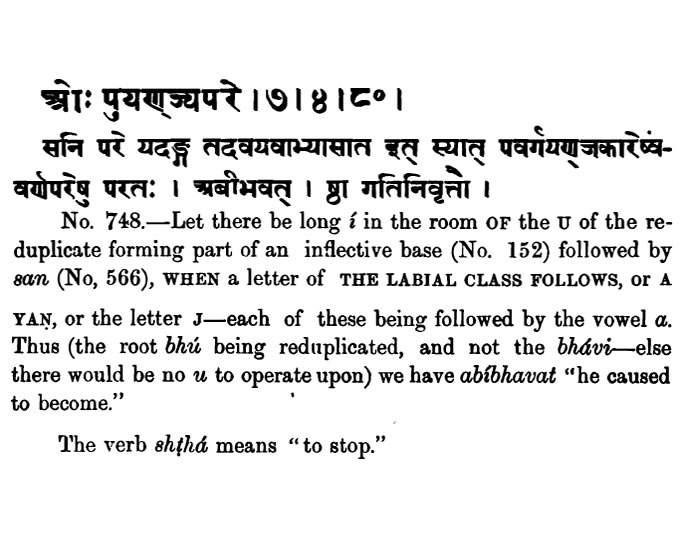 ओः पुयण्ज्यपरे । ७ । ४ । ८० ।
सनि परे यदङ्ग तदवयवाभ्यासात इत् स्यात् पवर्गयण्जकारेष्वं-
वर्णपरेषु परतः । अबीभवत् । ष्ठा गतिनिवृत्तौ ।
No. 748.—Let there be long í in the room OF the U of the re-
duplicate forming part of an inflective base (No. 152) followed by
san (No, 566), WHEN a letter of THE LABIAL CLASS FOLLOWS, or A
YAṆ, or the letter J—each of these being followed by the vowel a.
Thus (the root bhú being reduplicated, and not the bhávi—else
there would be no u to operate upon) we have abíbhavat “he caused
to become.”
The verb shṭhá means “to stop.”